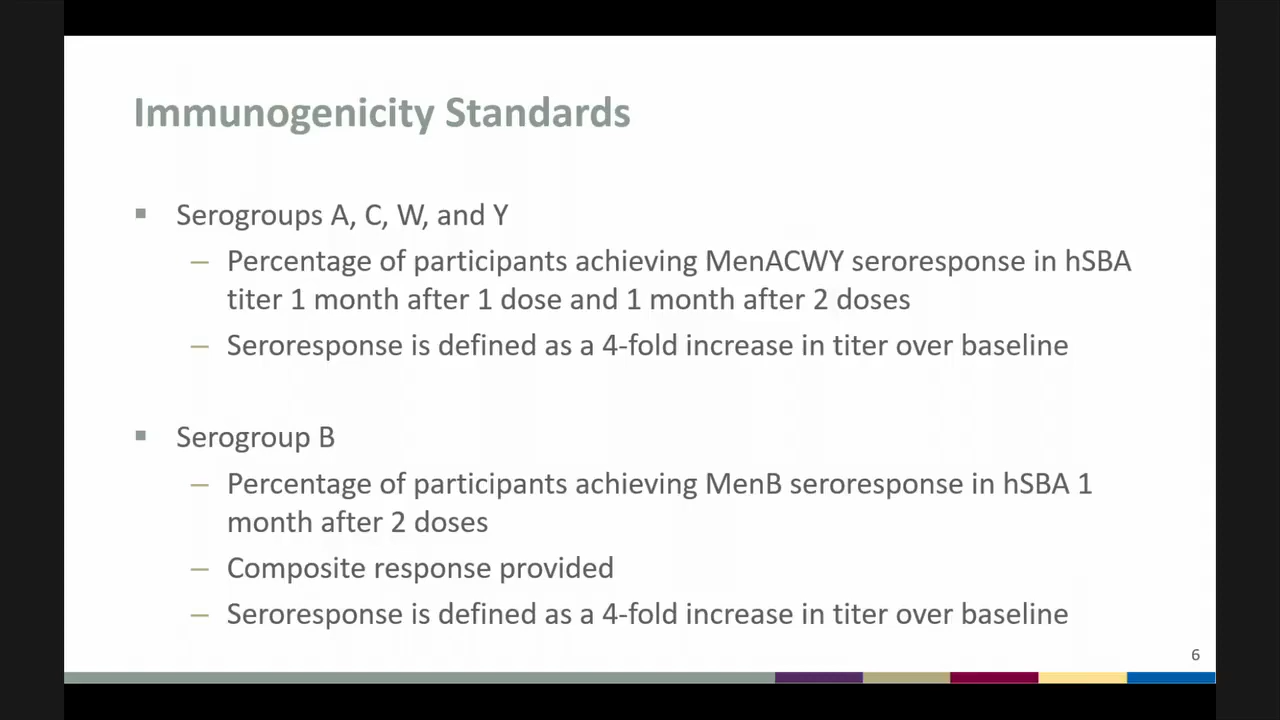 Immunogenicity Standards
▪ Serogroups A, C, W, and Y
– Percentage of participants achieving MenACWY seroresponse in hSBA
titer 1 month after 1 dose and 1 month after 2 doses
– Seroresponse is defined as a 4-fold increase in titer over baseline
▪ Serogroup B
– Percentage of participants achieving MenB seroresponse in hSBA 1
month after 2 doses
– Composite response provided
– Seroresponse is defined as a 4-fold increase in titer over baseline
6